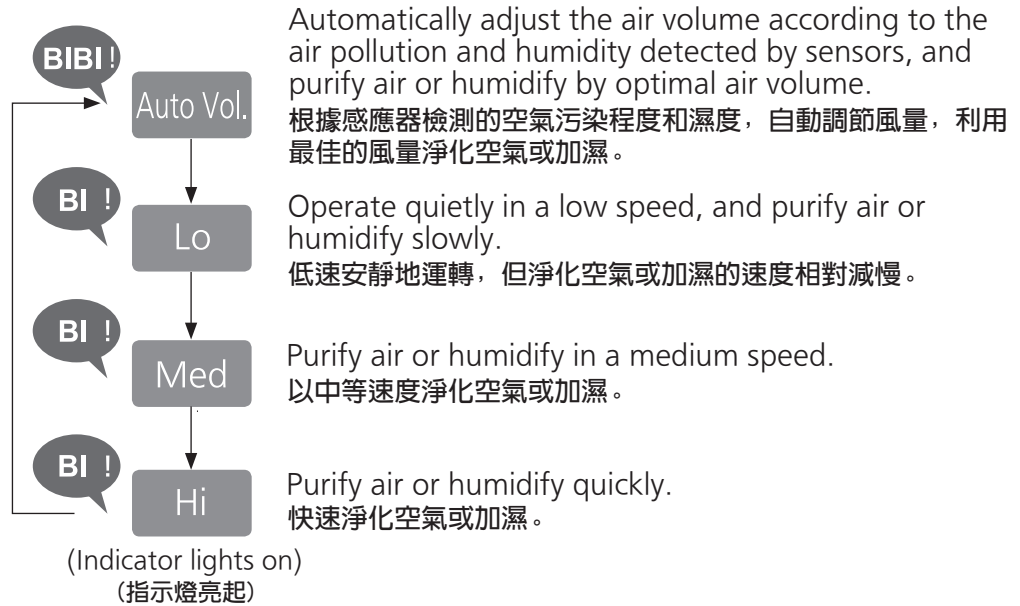 BIBI !
Auto Vol.
Automatically adjust the air volume according to the
air pollution and humidity detected by sensors, and
purify air or humidify by optimal air volume.
根據感應器檢測的空氣污染程度和濕度，自動調節風量，利用
最佳的風量淨化空氣或加濕。
BI !
Lo
Operate quietly in a low speed, and purify air or
humidify slowly.
低速安靜地運轉，但淨化空氣或加濕的速度相對減慢。
BI !
Med
Purify air or humidify in a medium speed.
以中等速度淨化空氣或加濕。
BI !
Hi
Purify air or humidify quickly.
快速淨化空氣或加濕。
(Indicator lights on)
(指示燈亮起)